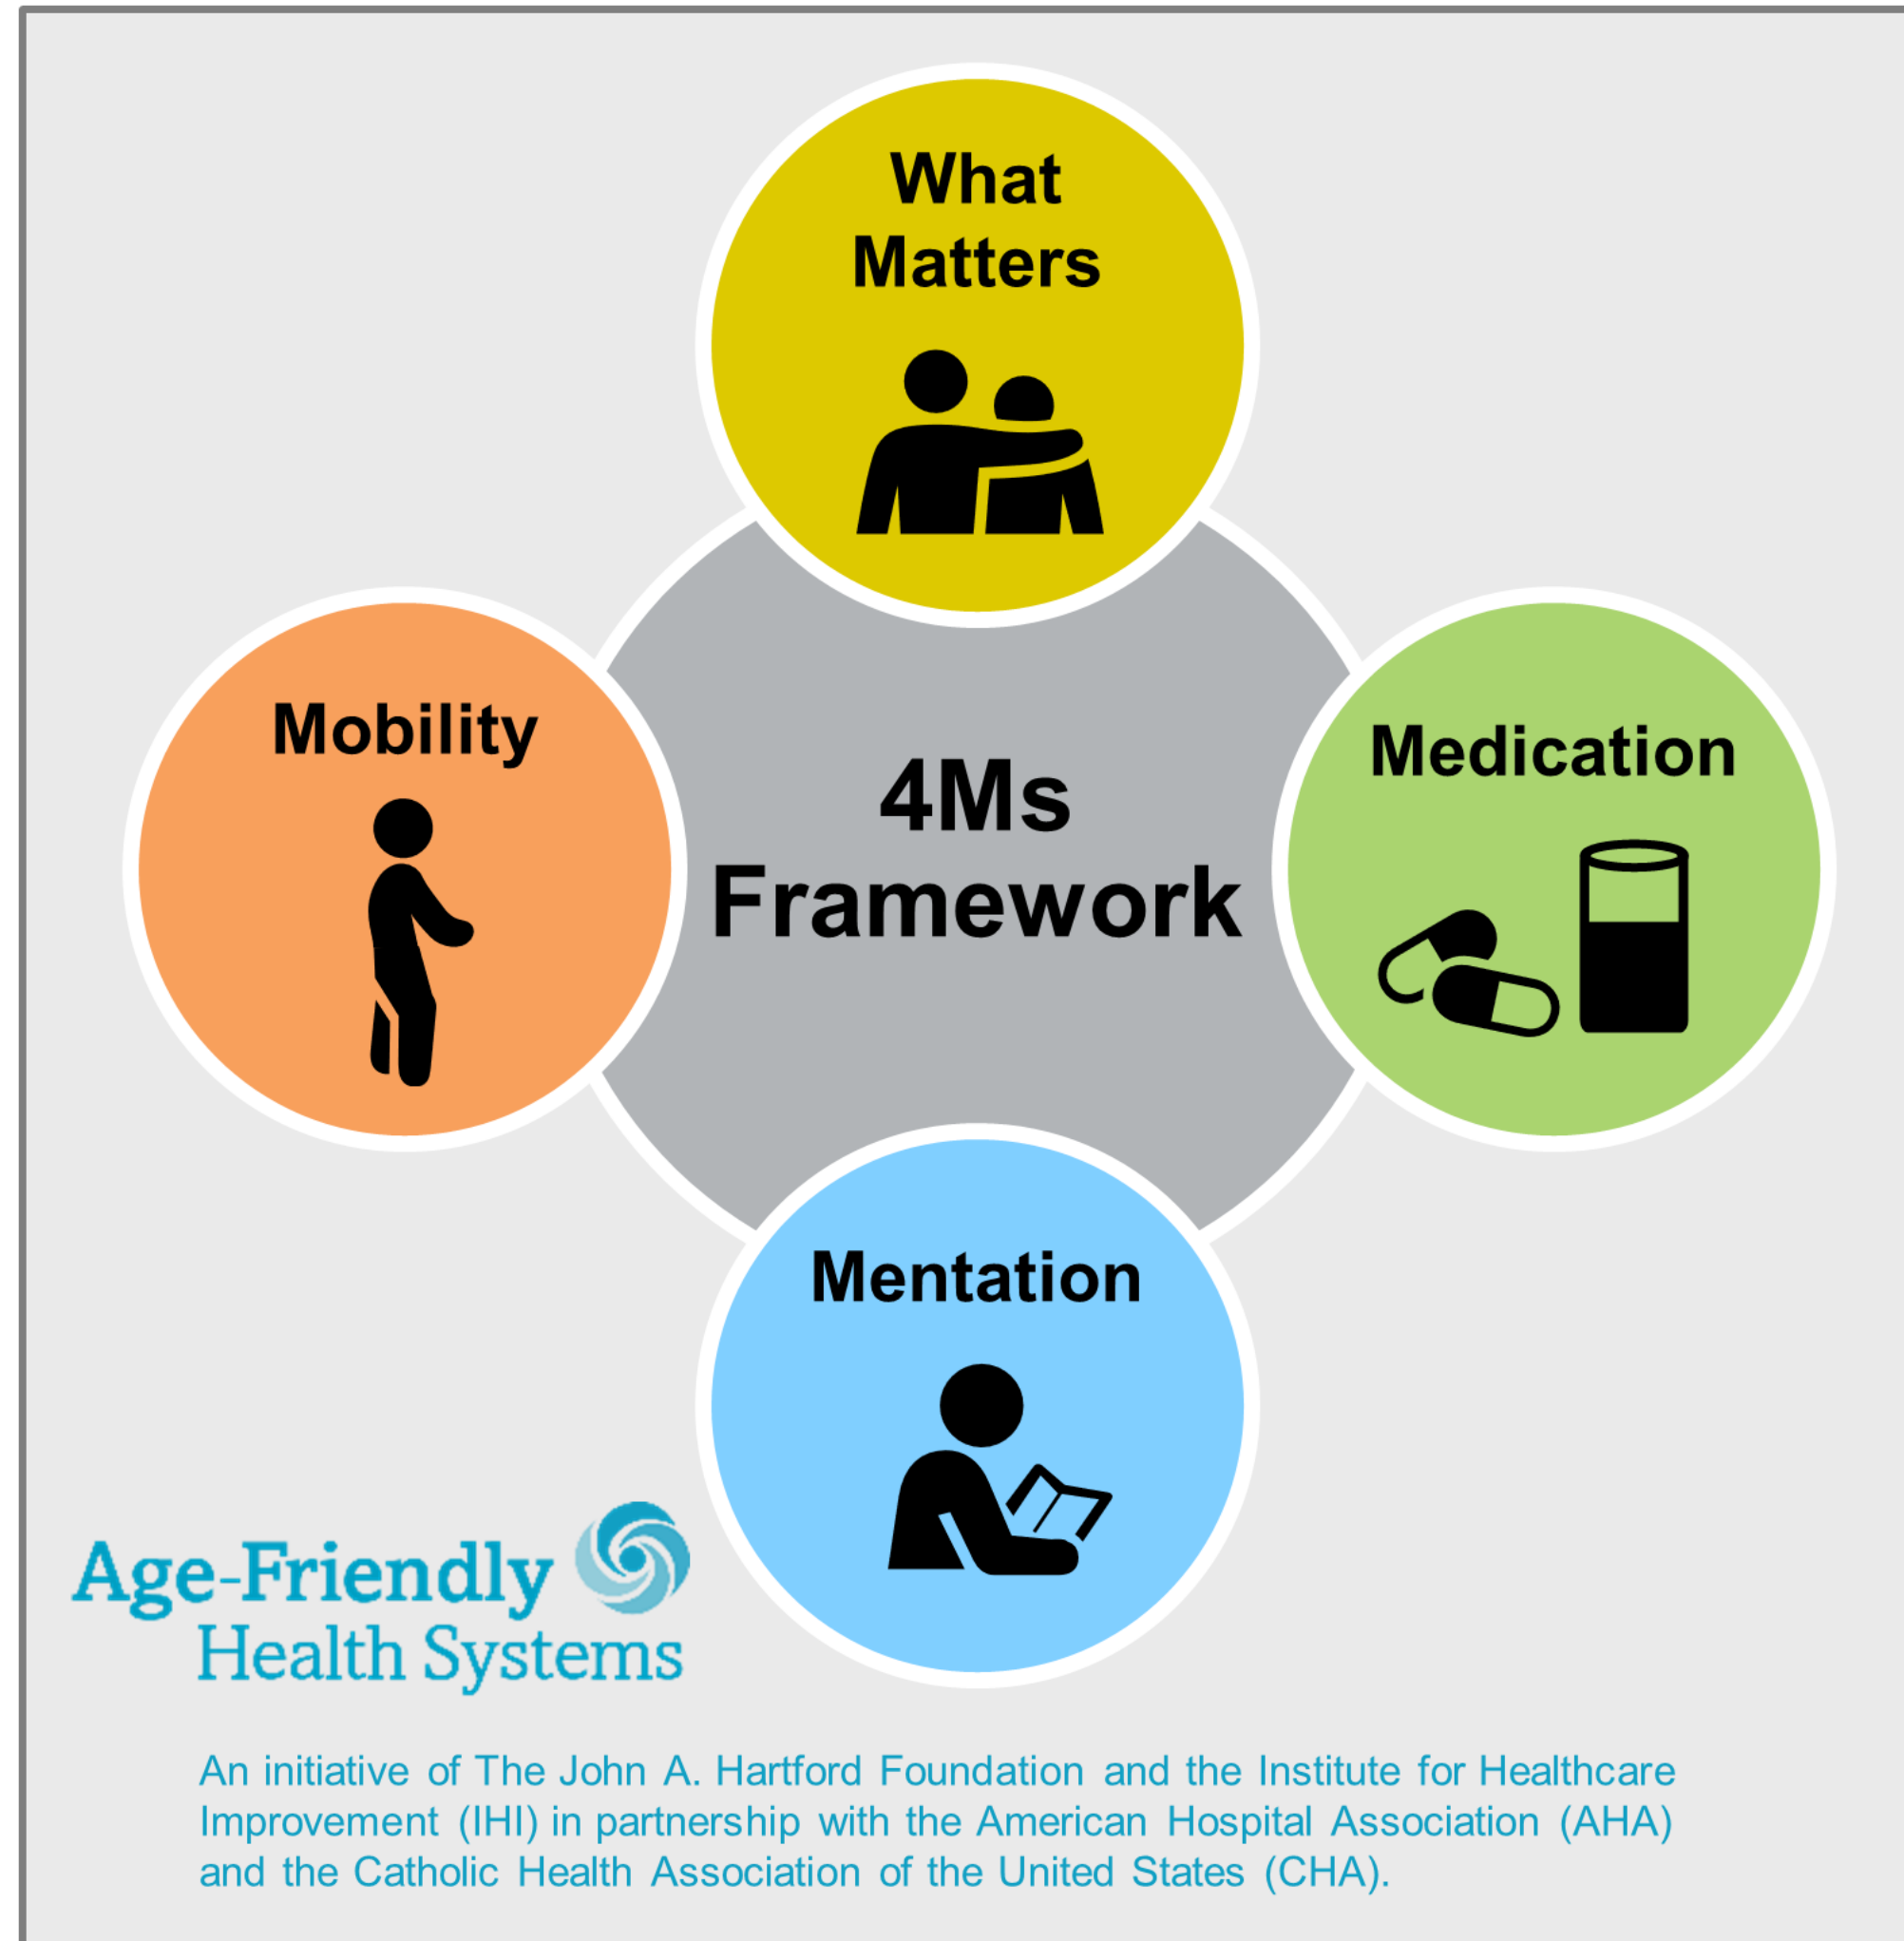 What
Matters
Mobility
4Ms
Framework
Medication
Mentation
Age-Friendly
Health Systems
An initiative of The John A. Hartford Foundation and the Institute for Healthcare
Improvement (IHI) in partnership with the American Hospital Association (AHA)
and the Catholic Health Association of the United States (CHA).